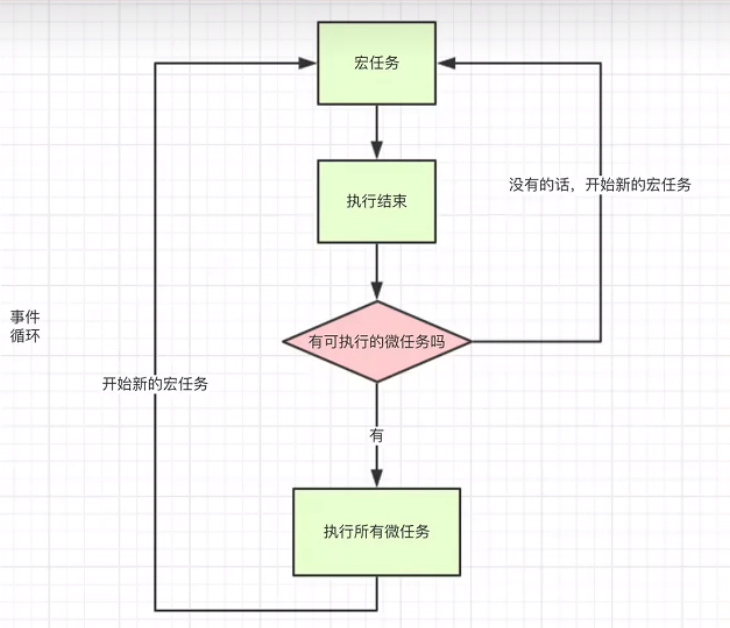 宏任务
执行结束
没有的话，开始新的宏任务
事件
循环
有可执行的微任务吗
开始新的宏任务
有
执行所有微任务